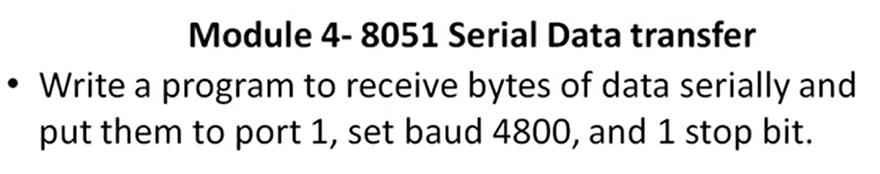 Module 4- 8051 Serial Data transfer
• Write a program to receive bytes of data serially and
put them to port 1, set baud 4800, and 1 stop bit.